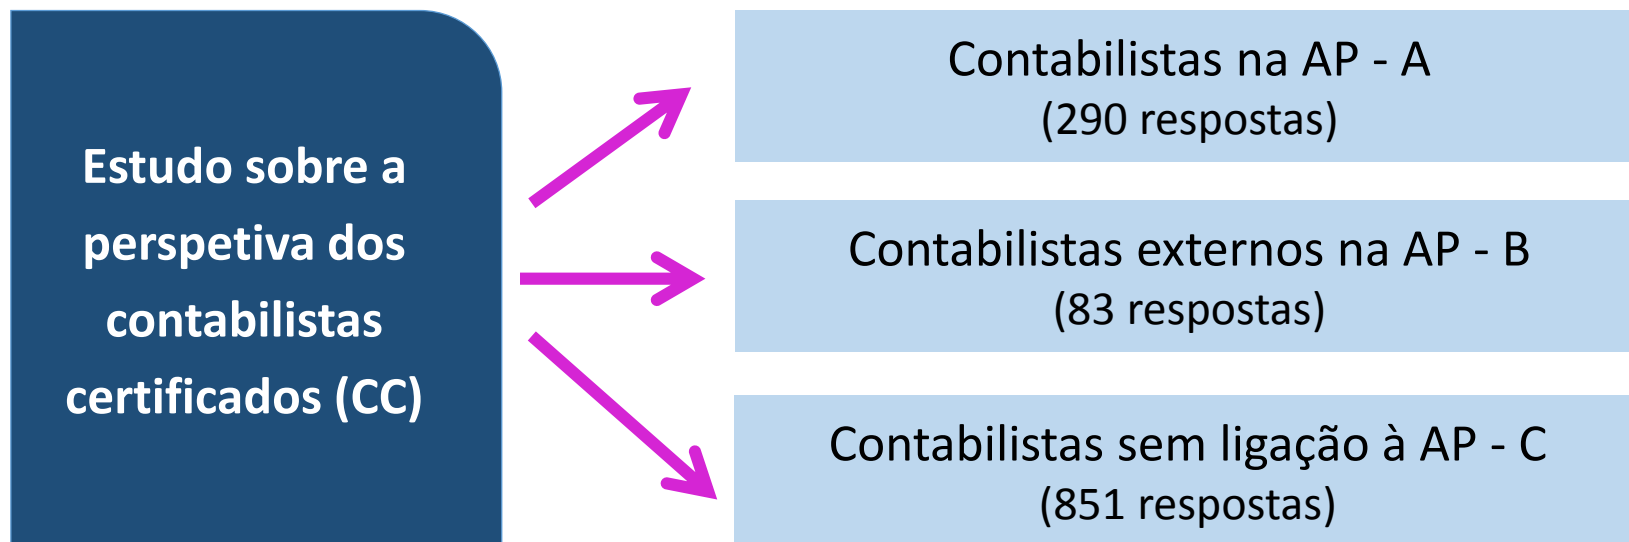 Estudo sobre a
perspetiva dos
contabilistas
certificados (CC)
Contabilistas na AP - A
(290 respostas)
Contabilistas externos na AP - B
(83 respostas)
Contabilistas sem ligação à AP - C
(851 respostas)